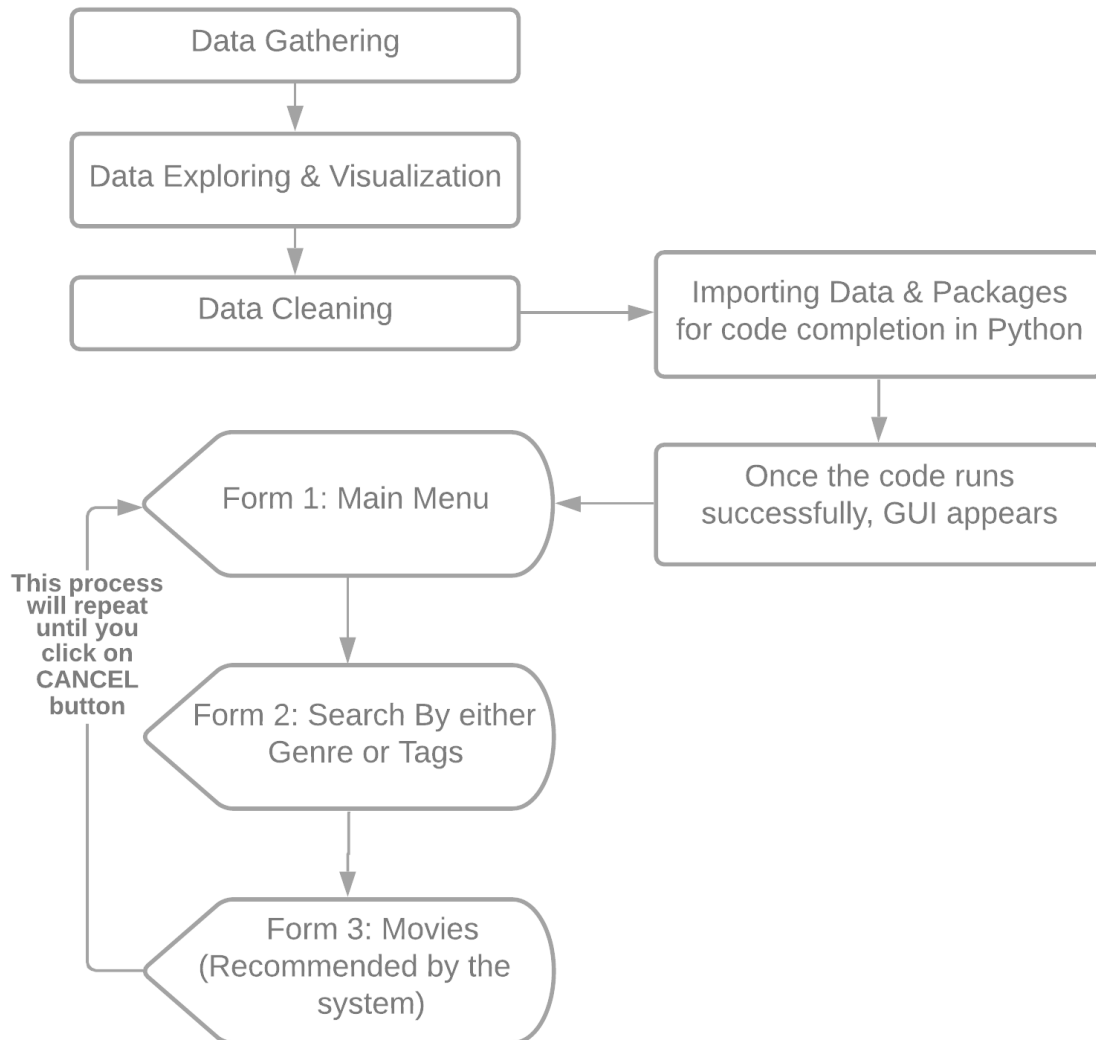 Data Gathering
Data Exploring & Visualization
Data Cleaning
Importing Data & Packages
for code completion in Python
Once the code runs
successfully, GUI appears
Form 1: Main Menu
This process
will repeat
until you
click on
CANCEL
button
Form 2: Search By either
Genre or Tags
Form 3: Movies
(Recommended by the
system)